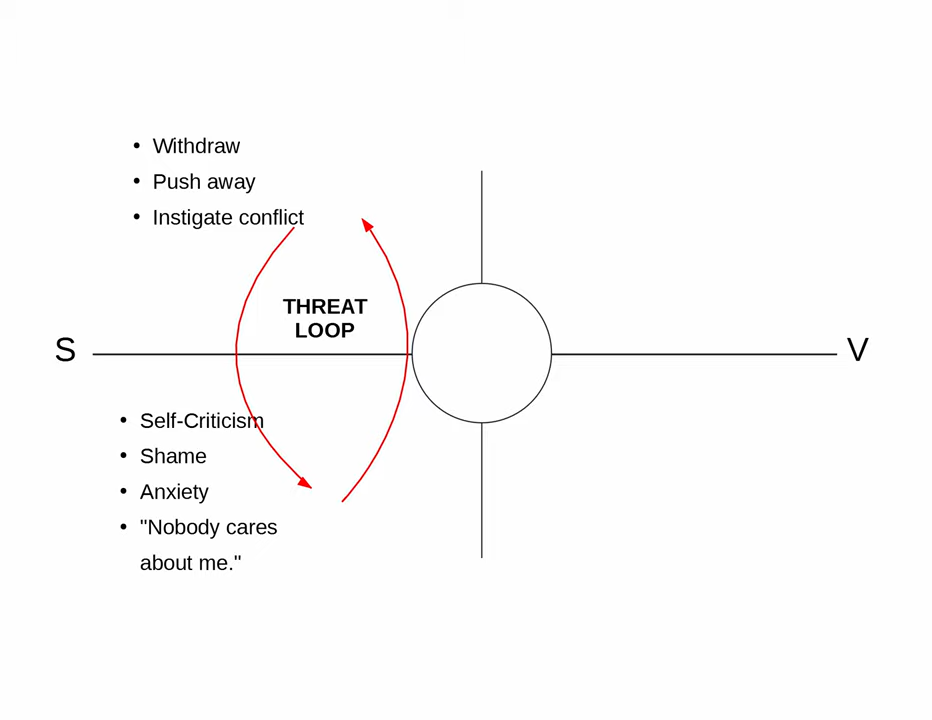 • Withdraw
• Push away
• Instigate conflict
THREAT
LOOP
S
V
• Self-Criticism
• Shame
• Anxiety
• "Nobody cares
about me."